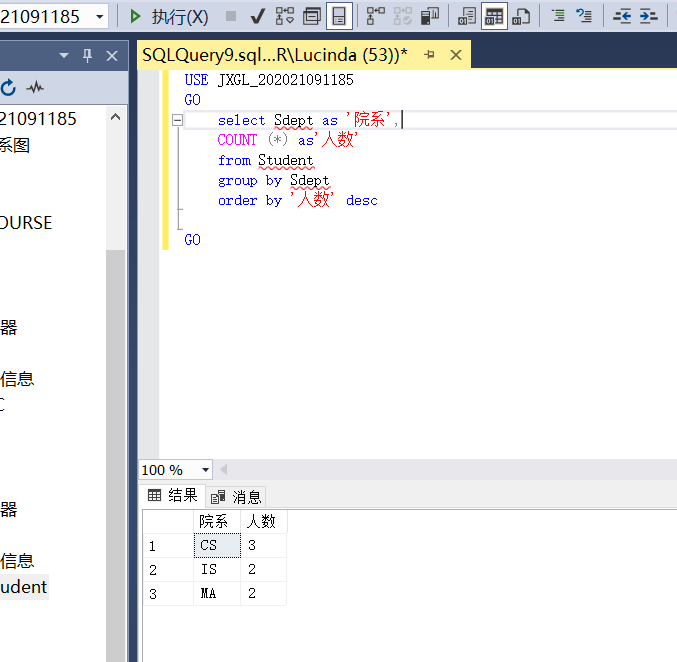 21091185 执行(X)
SQLQuery9.sql...R\Lucinda (53))*
21091185
系图
OURSE
器
信息
C
器
信息
udent
USE JXGL_202021091185
GO
select Sdept as '院系',
COUNT (*) as'人数'
from Student
group by Sdept
order by '人数' desc
GO
100 %
结果 消息
院系 人数
1 CS 3
2 IS 2
3 MA 2